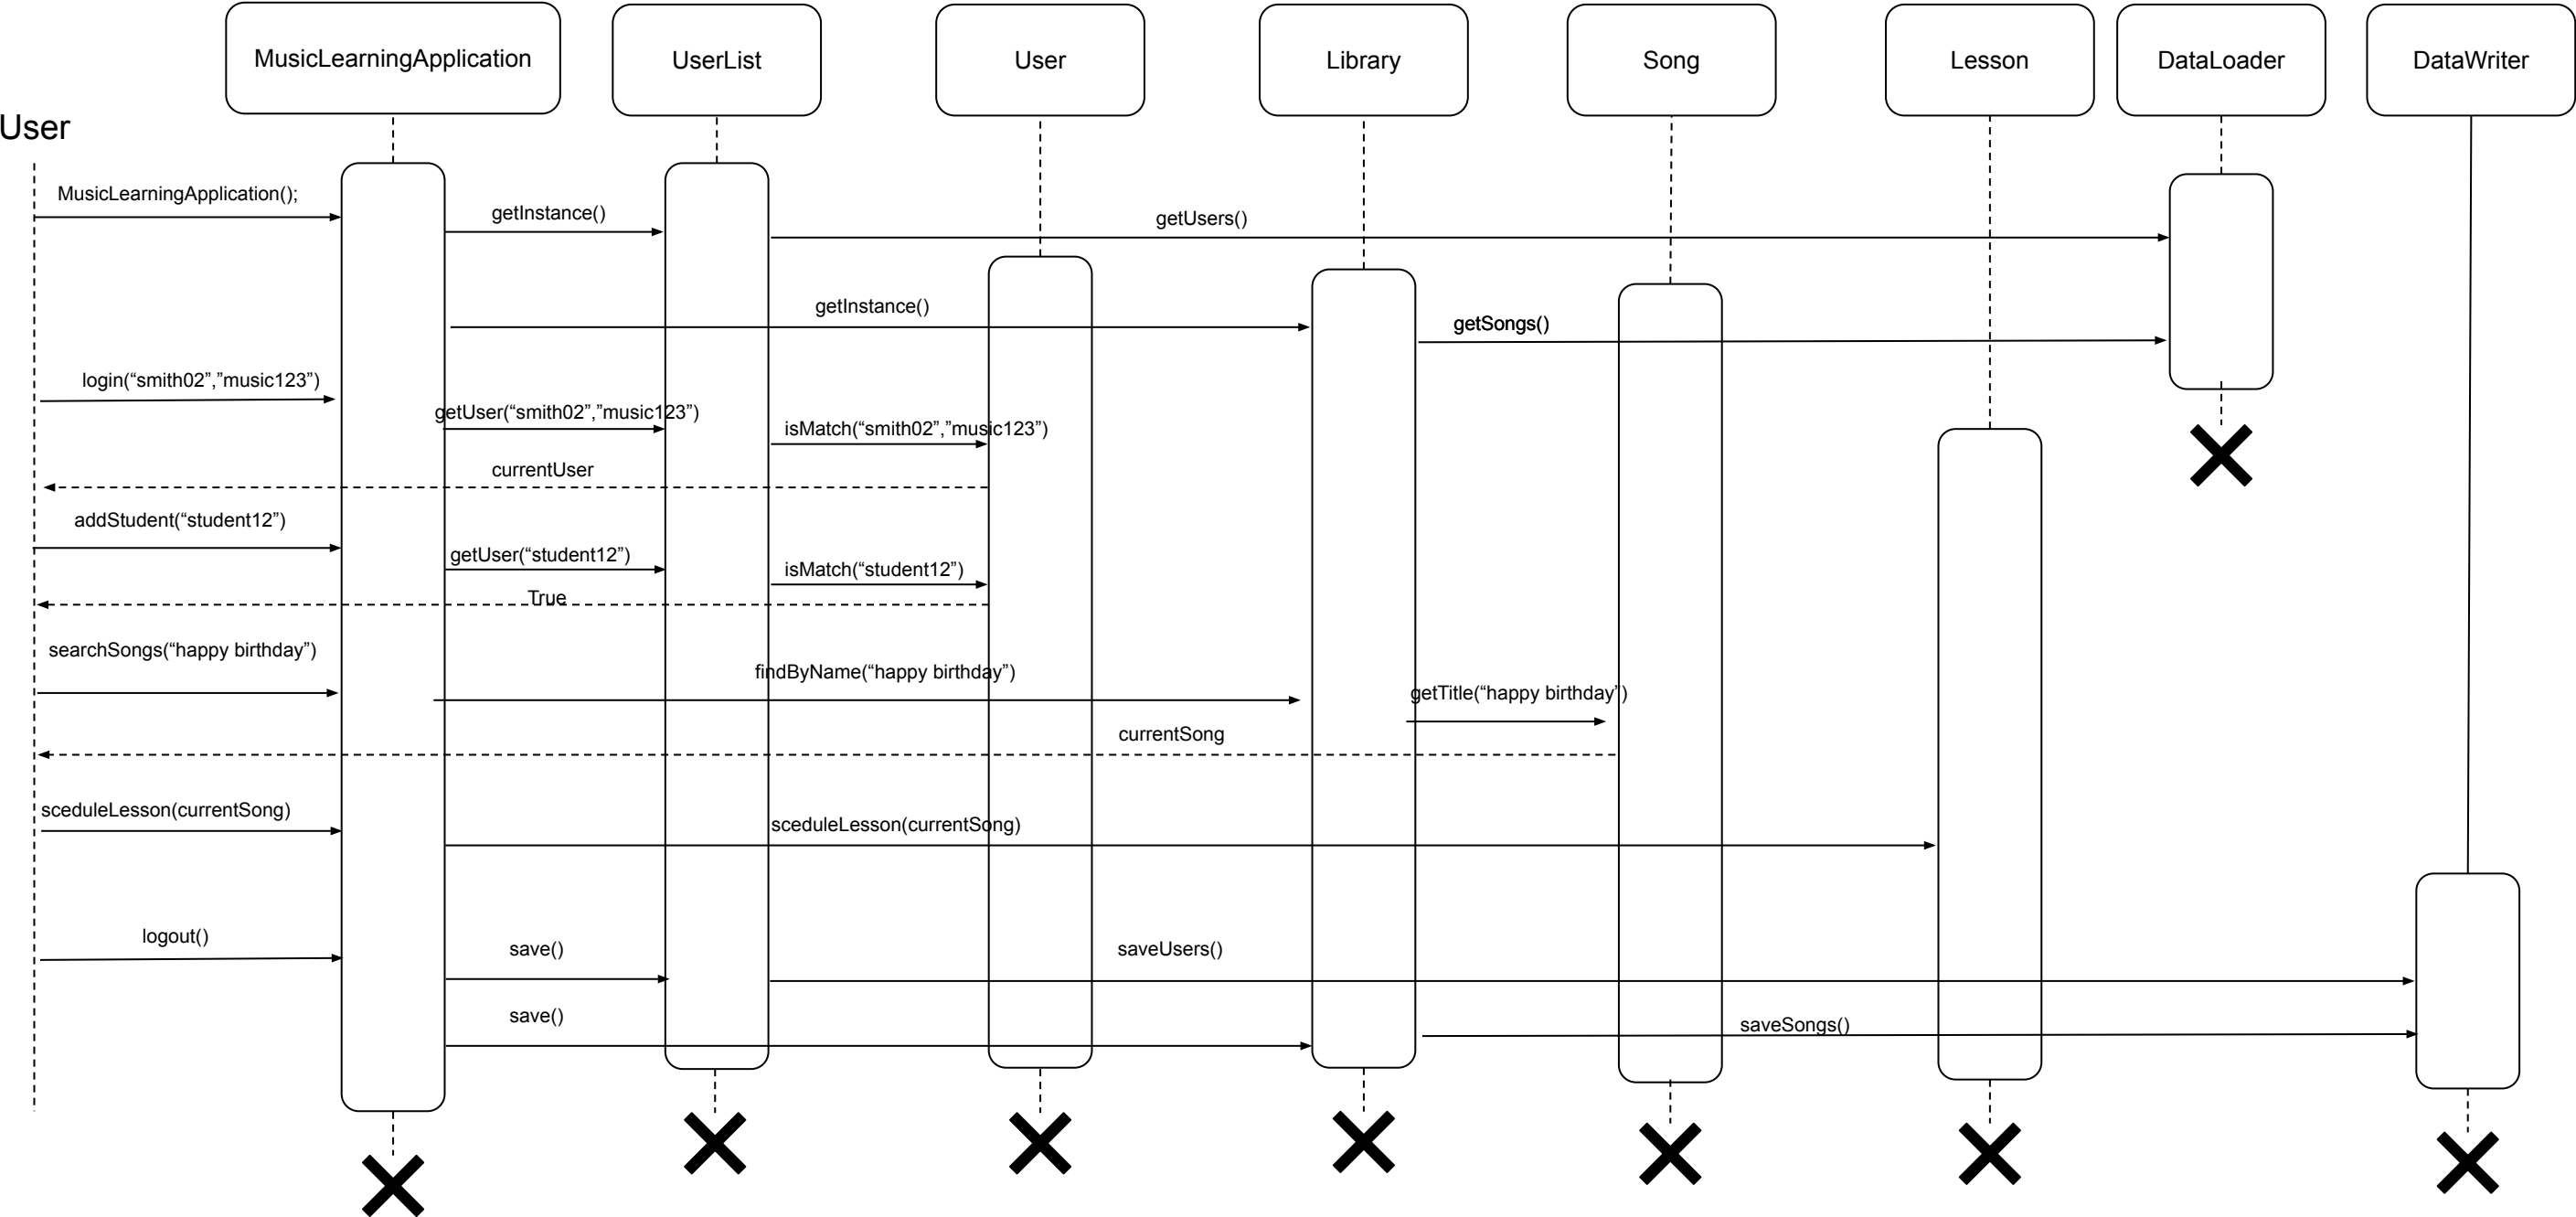 MusicLearningApplication
UserList
User
Library
Song
Lesson
DataLoader
DataWriter
User
MusicLearningApplication();
getInstance()
getUsers()
getInstance()
getSongs()
login(“smith02”,”music123”)
getUser(“smith02”,”music123”)
isMatch(“smith02”,”music123”)
currentUser
addStudent(“student12”)
getUser(“student12”)
isMatch(“student12”)
True
searchSongs(“happy birthday”)
findByName(“happy birthday”)
getTitle(“happy birthday”)
currentSong
sceduleLesson(currentSong)
sceduleLesson(currentSong)
logout()
save()
saveUsers()
save()
saveSongs()